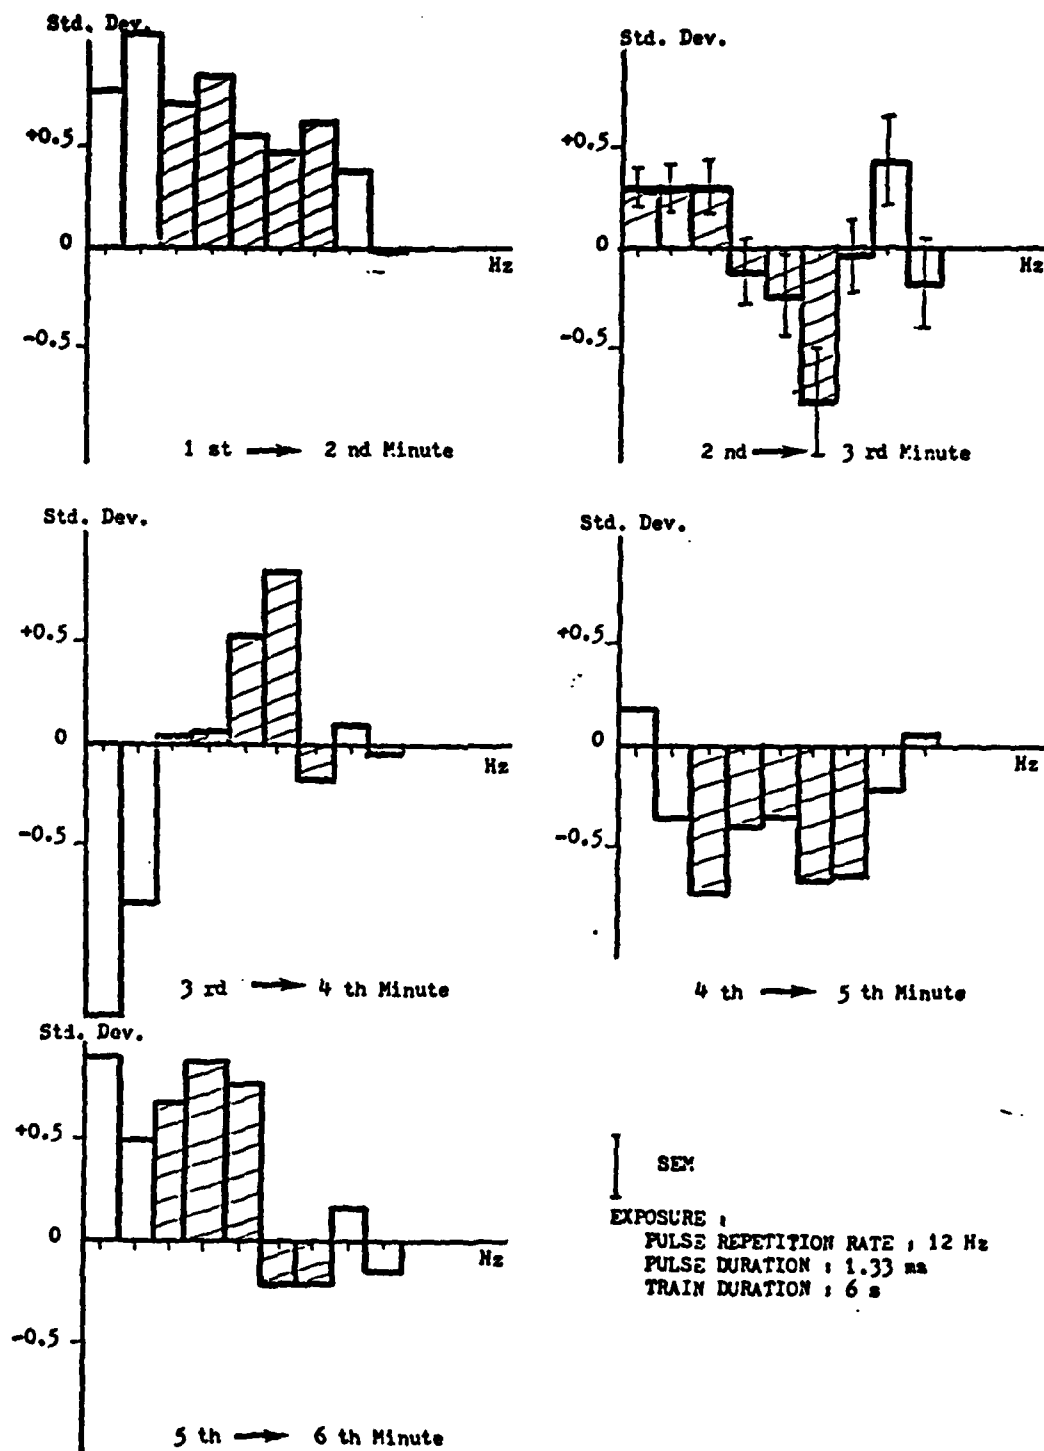 Std. Dev.
+0.5
0
Hz
-0.5
1 st → 2 nd Minute
Std. Dev.
+0.5
0
Hz
-0.5
2 nd → 3 rd Minute
Std. Dev.
+0.5
0
Hz
-0.5
3 rd → 4 th Minute
Std. Dev.
+0.5
0
Hz
-0.5
4 th → 5 th Minute
Std. Dev.
+0.5
0
Hz
-0.5
5 th → 6 th Minute
SEM
EXPOSURE :
PULSE REPETITION RATE : 12 Hz
PULSE DURATION : 1.33 ms
TRAIN DURATION : 6 s